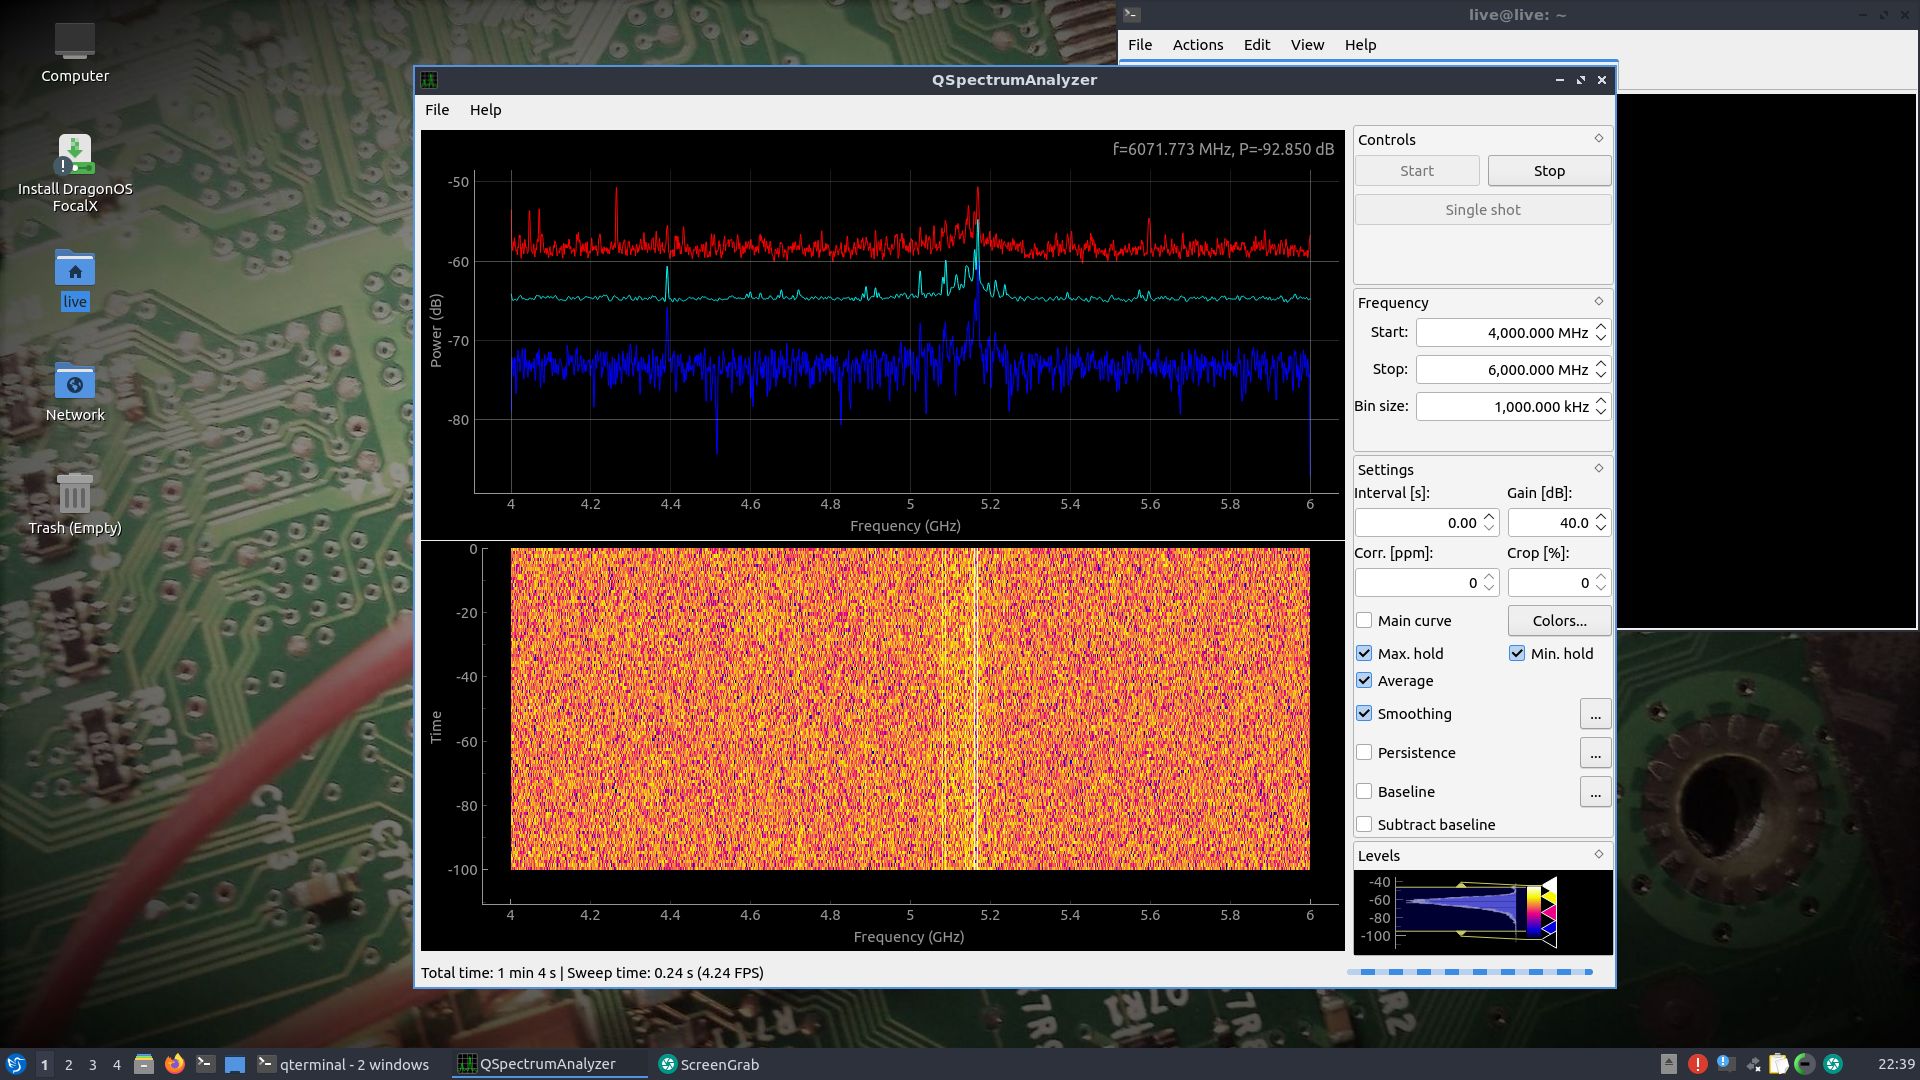 live@live: ~
File Actions Edit View Help
Computer
Install DragonOS
FocalX
live
Network
Trash (Empty)
QSpectrumAnalyzer
File Help
f=6071.773 MHz, P=-92.850 dB
-50
-60
-70
-80
Power (dB)
4 4.2 4.4 4.6 4.8 5 5.2 5.4 5.6 5.8 6
Frequency (GHz)
0
-20
-40
-60
-80
-100
Time
4 4.2 4.4 4.6 4.8 5 5.2 5.4 5.6 5.8 6
Frequency (GHz)
Total time: 1 min 4 s | Sweep time: 0.24 s (4.24 FPS)
Controls
Start Stop
Single shot
Frequency
Start: 4,000.000 MHz
Stop: 6,000.000 MHz
Bin size: 1,000.000 kHz
Settings
Interval [s]: Gain [dB]:
0.00 40.0
Corr. [ppm]: Crop [%]:
0 0
Main curve Colors...
Max. hold Min. hold
Average
Smoothing ...
Persistence ...
Baseline ...
Subtract baseline
Levels
-40
-60
-80
-100
1 2 3 4 qterminal - 2 windows QSpectrumAnalyzer ScreenGrab 22:39